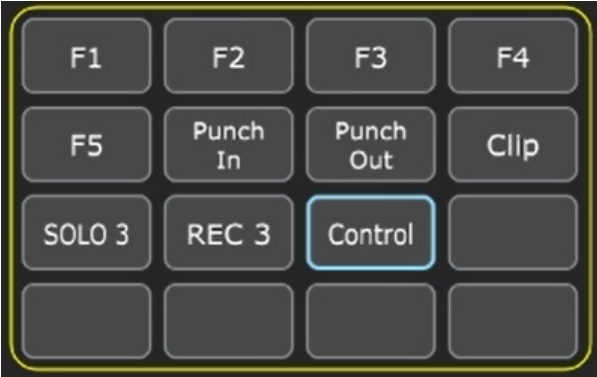 F1 F2 F3 F4
F5 Punch In Punch Out Clip
SOLO 3 REC 3 Control